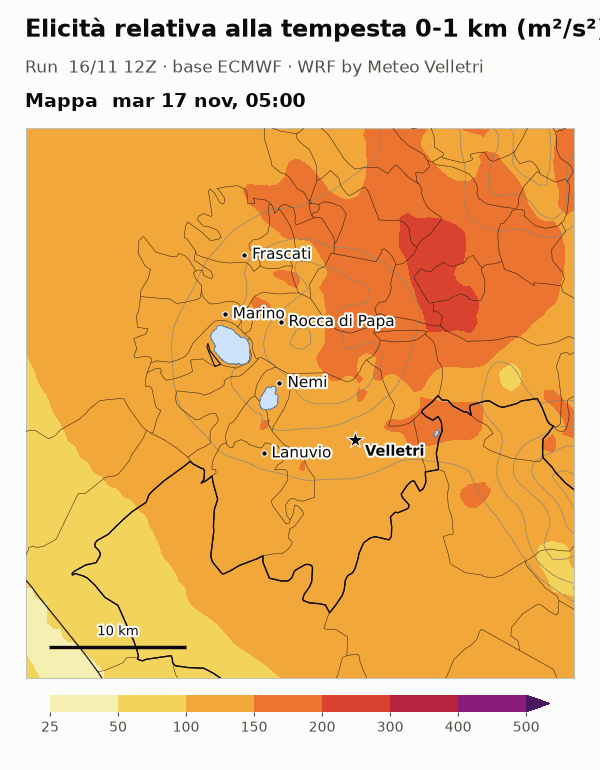 Elicità relativa alla tempesta 0-1 km (m²/s²)
Run  16/11 12Z · base ECMWF · WRF by Meteo Velletri
Mappa  mar 17 nov, 05:00
Frascati
Marino
Rocca di Papa
Nemi
Velletri
Lanuvio
10 km
25 50 100 150 200 300 400 500